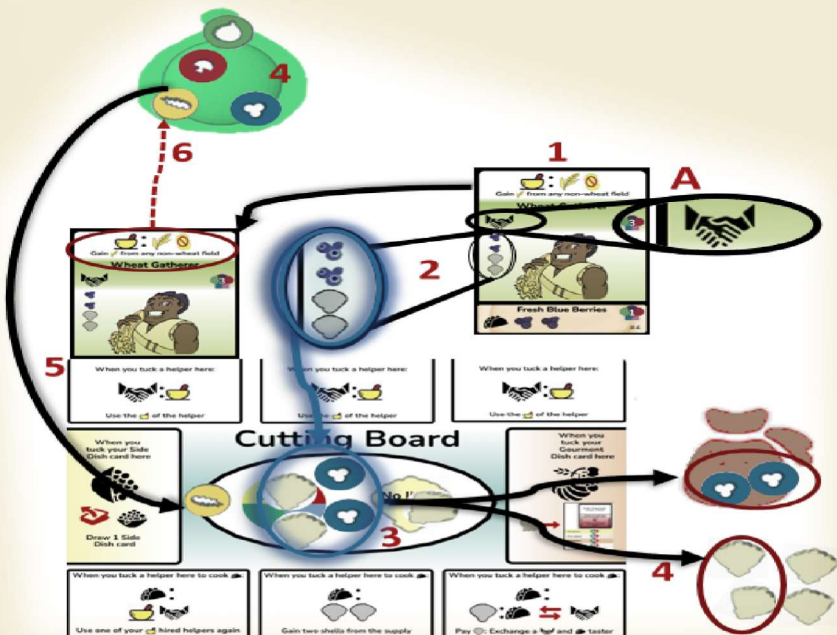 4
6
1
A
Gain from any non-wheat field
Wheat Gatherer
3
2
Gain from any non-wheat field
Wheat Gatherer
Fresh Blue Berries
1
5
When you tuck a helper here:
Use the of the helper
When you tuck a helper here:
Use the of the helper
When you tuck a helper here:
Use the of the helper
Cutting Board
When you
tuck your Side
Dish card here
Draw 1 Side
Dish card
No
3
When you
tuck your
Gourment
Dish card here
4
When you tuck a helper here to cook
Use one of your hired helpers again
When you tuck a helper here to cook
Gain two shells from the supply
When you tuck a helper here to cook
Pay : Exchange a and taster